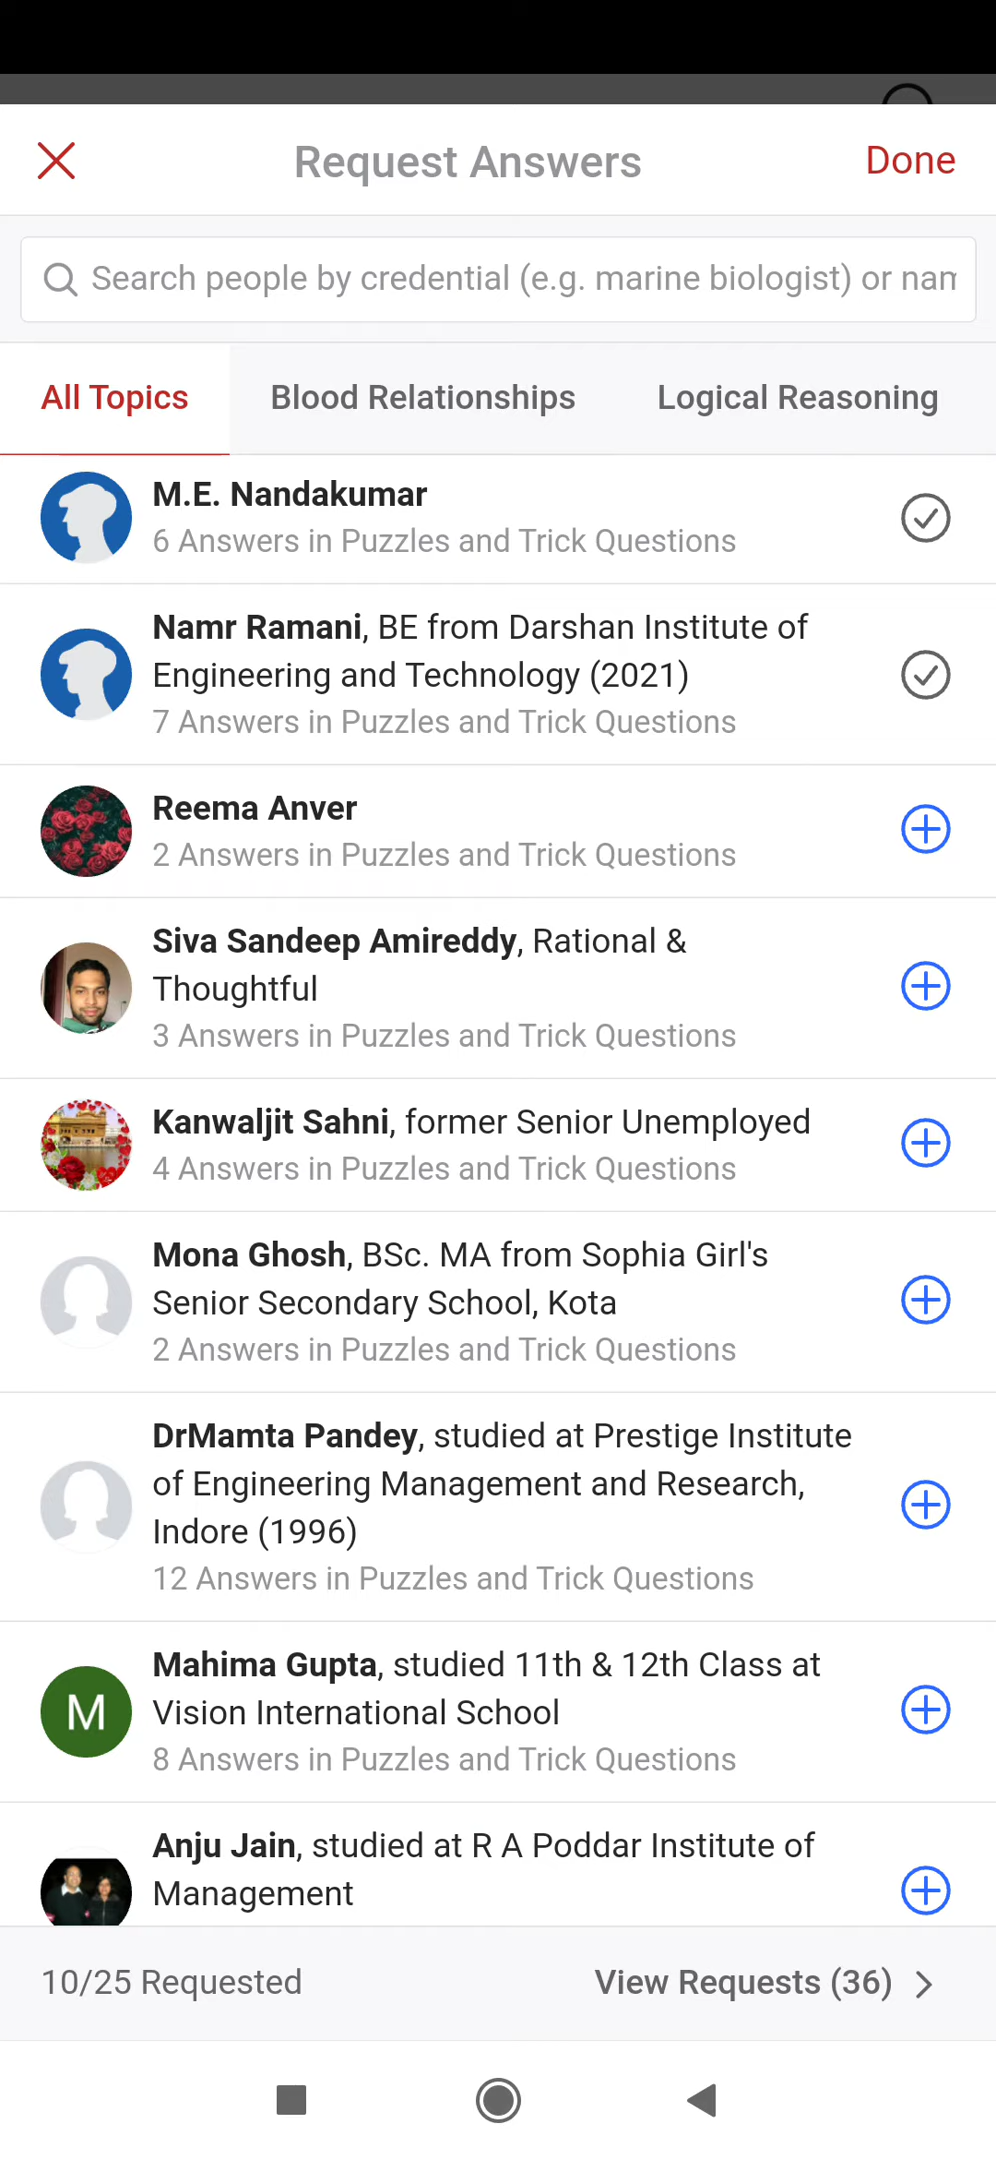 Request Answers
Done
Search people by credential (e.g. marine biologist) or nam
All Topics
Blood Relationships
Logical Reasoning
M.E. Nandakumar
6 Answers in Puzzles and Trick Questions
Namr Ramani, BE from Darshan Institute of
Engineering and Technology (2021)
7 Answers in Puzzles and Trick Questions
Reema Anver
2 Answers in Puzzles and Trick Questions
Siva Sandeep Amireddy, Rational &
Thoughtful
3 Answers in Puzzles and Trick Questions
Kanwaljit Sahni, former Senior Unemployed
4 Answers in Puzzles and Trick Questions
Mona Ghosh, BSc. MA from Sophia Girl's
Senior Secondary School, Kota
2 Answers in Puzzles and Trick Questions
DrMamta Pandey, studied at Prestige Institute
of Engineering Management and Research,
Indore (1996)
12 Answers in Puzzles and Trick Questions
M
Mahima Gupta, studied 11th & 12th Class at
Vision International School
8 Answers in Puzzles and Trick Questions
Anju Jain, studied at R A Poddar Institute of
Management
10/25 Requested
View Requests (36)